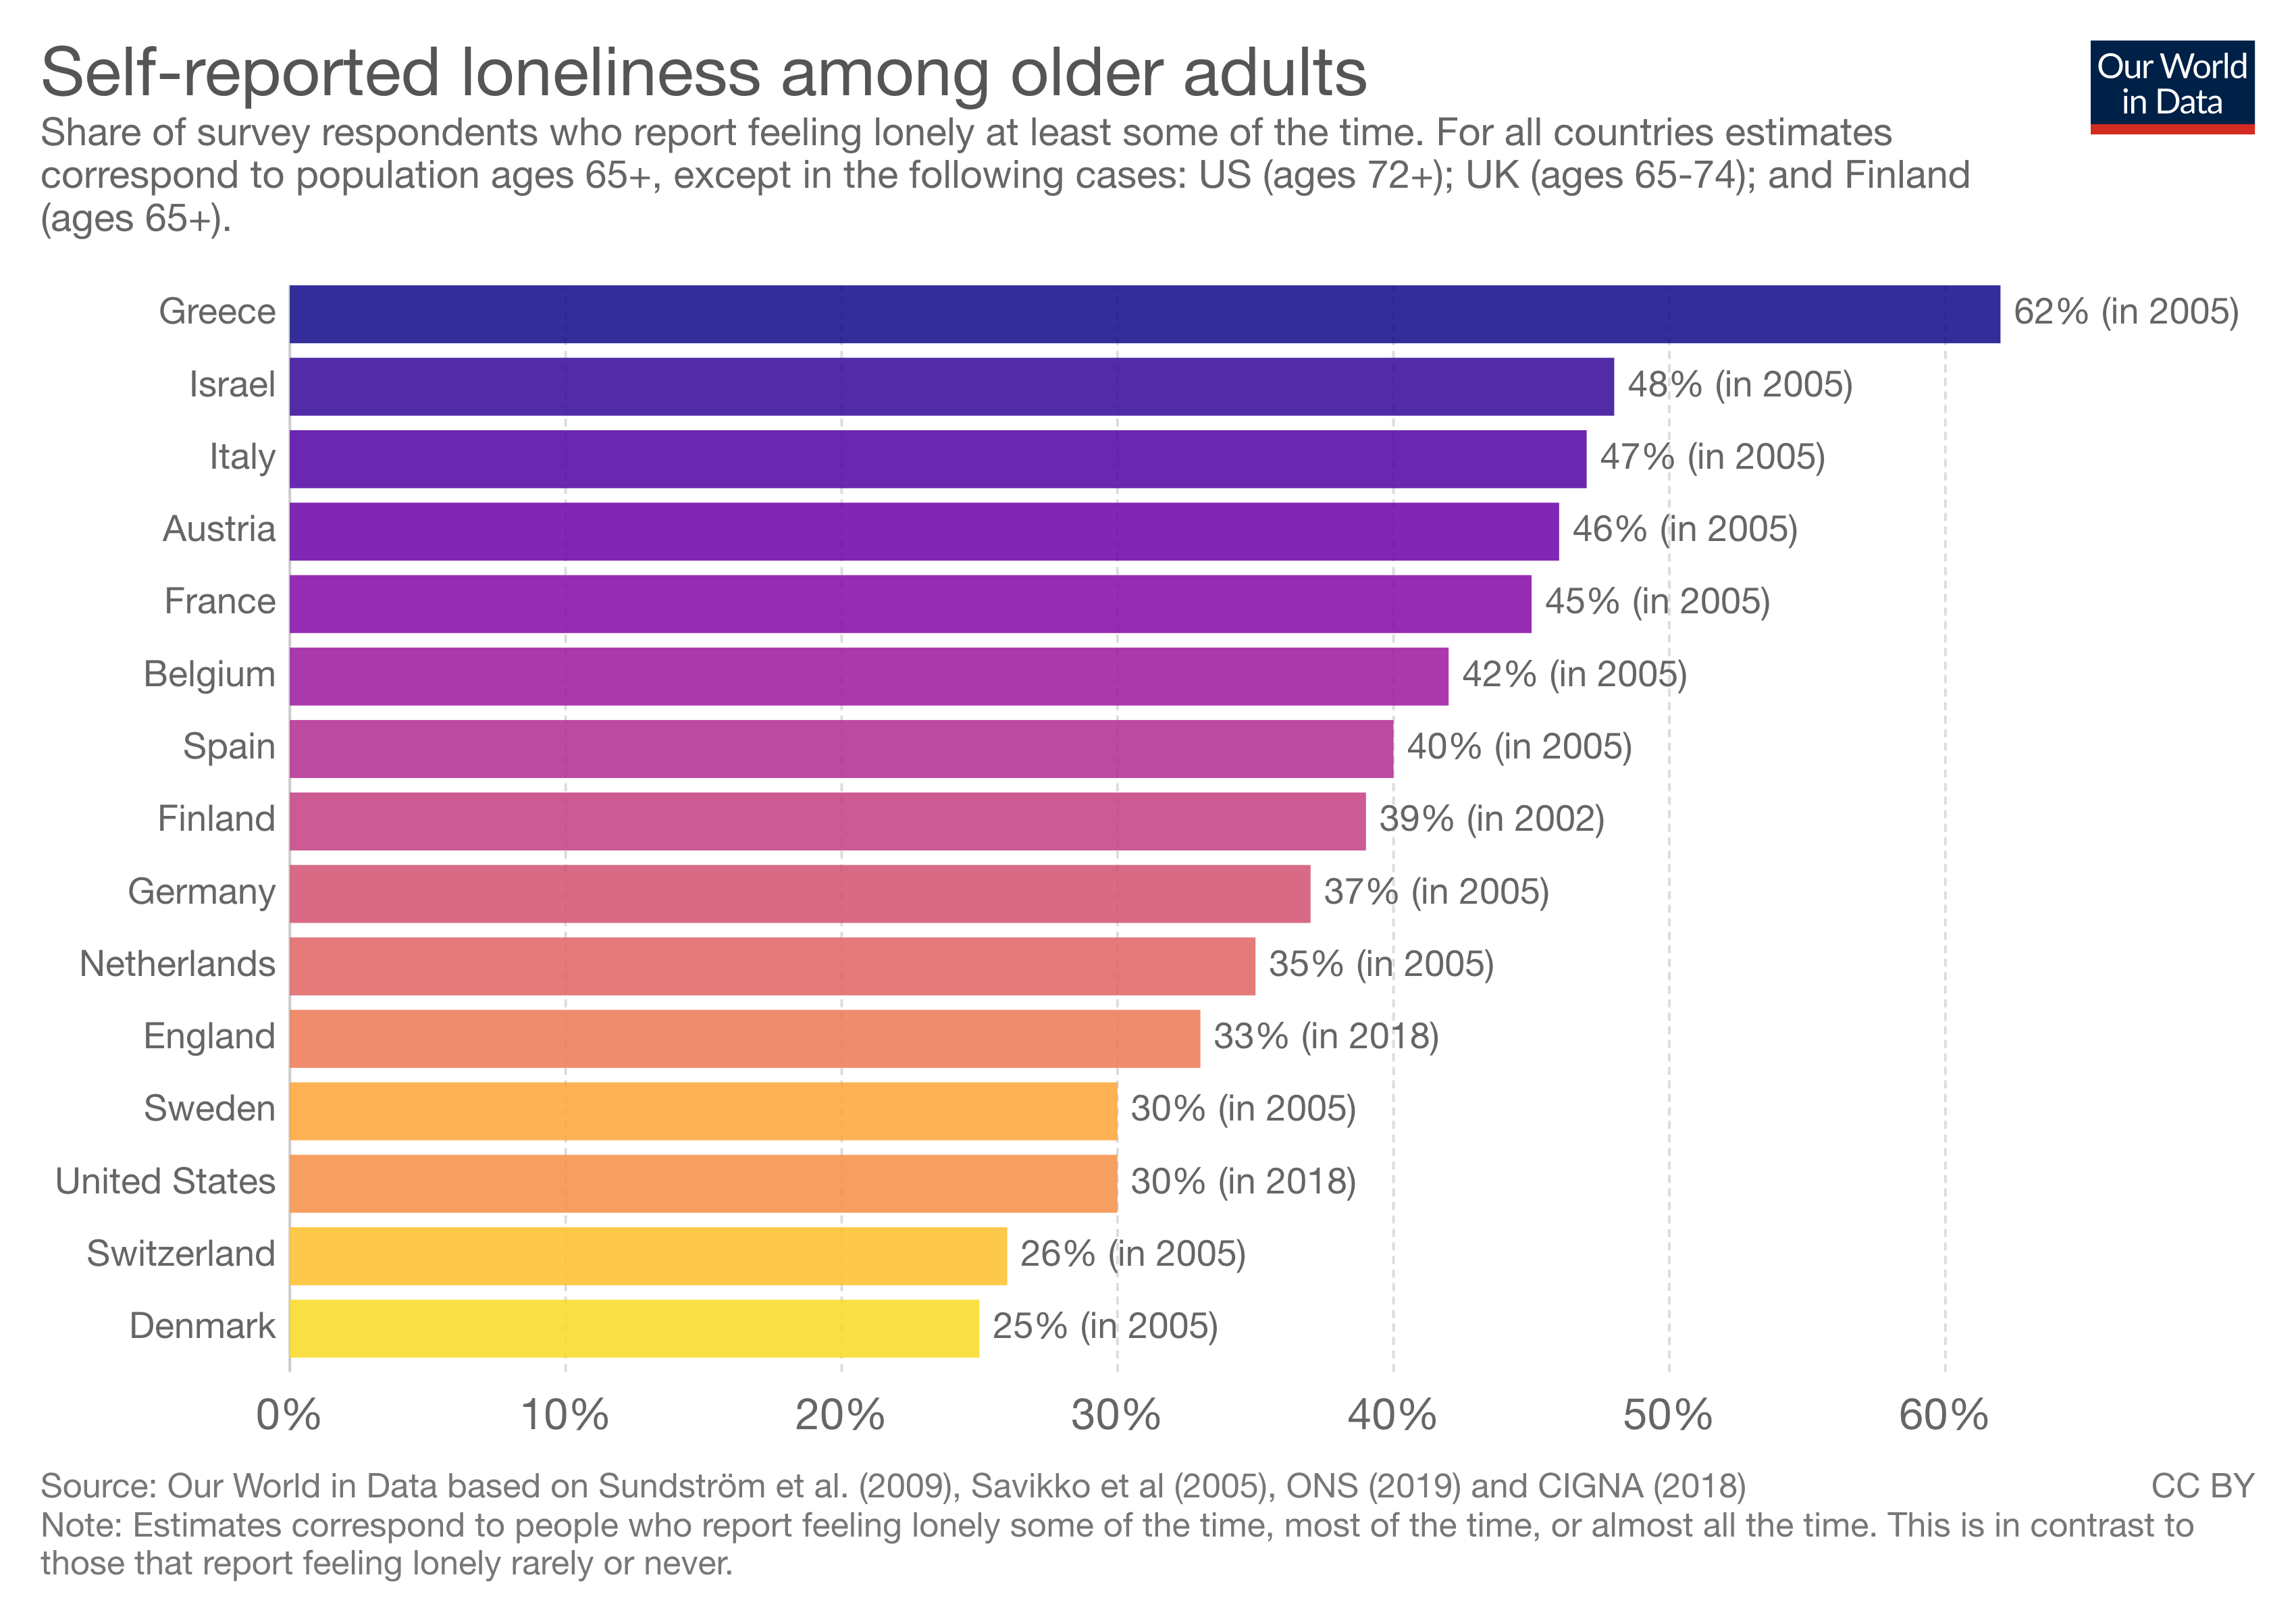 Self-reported loneliness among older adults
Our World
in Data
Share of survey respondents who report feeling lonely at least some of the time. For all countries estimates
correspond to population ages 65+, except in the following cases: US (ages 72+); UK (ages 65-74); and Finland
(ages 65+).
Greece 62% (in 2005)
Israel 48% (in 2005)
Italy 47% (in 2005)
Austria 46% (in 2005)
France 45% (in 2005)
Belgium 42% (in 2005)
Spain 40% (in 2005)
Finland 39% (in 2002)
Germany 37% (in 2005)
Netherlands 35% (in 2005)
England 33% (in 2018)
Sweden 30% (in 2005)
United States 30% (in 2018)
Switzerland 26% (in 2005)
Denmark 25% (in 2005)
0% 10% 20% 30% 40% 50% 60%
Source: Our World in Data based on Sundström et al. (2009), Savikko et al (2005), ONS (2019) and CIGNA (2018) CC BY
Note: Estimates correspond to people who report feeling lonely some of the time, most of the time, or almost all the time. This is in contrast to
those that report feeling lonely rarely or never.